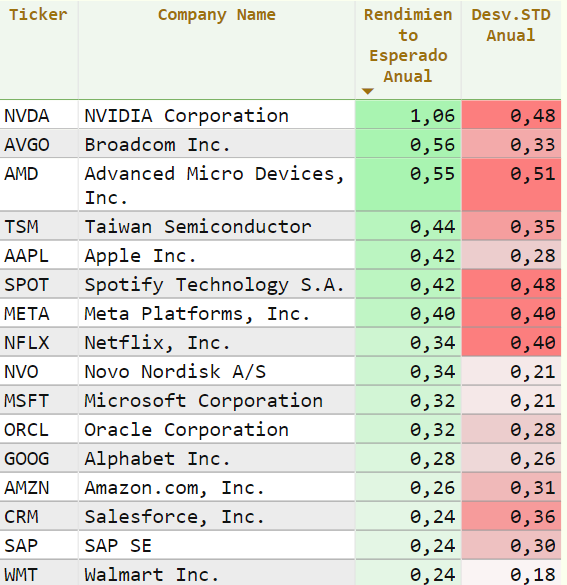 Ticker Company Name Rendimien Desv.STD
to Anual
Esperado
Anual
NVDA NVIDIA Corporation 1,06 0,48
AVGO Broadcom Inc. 0,56 0,33
AMD Advanced Micro Devices, 0,55 0,51
Inc.
TSM Taiwan Semiconductor 0,44 0,35
AAPL Apple Inc. 0,42 0,28
SPOT Spotify Technology S.A. 0,42 0,48
META Meta Platforms, Inc. 0,40 0,40
NFLX Netflix, Inc. 0,34 0,40
NVO Novo Nordisk A/S 0,34 0,21
MSFT Microsoft Corporation 0,32 0,21
ORCL Oracle Corporation 0,32 0,28
GOOG Alphabet Inc. 0,28 0,26
AMZN Amazon.com, Inc. 0,26 0,31
CRM Salesforce, Inc. 0,24 0,36
SAP SAP SE 0,24 0,30
WMT Walmart Inc. 0,24 0,18